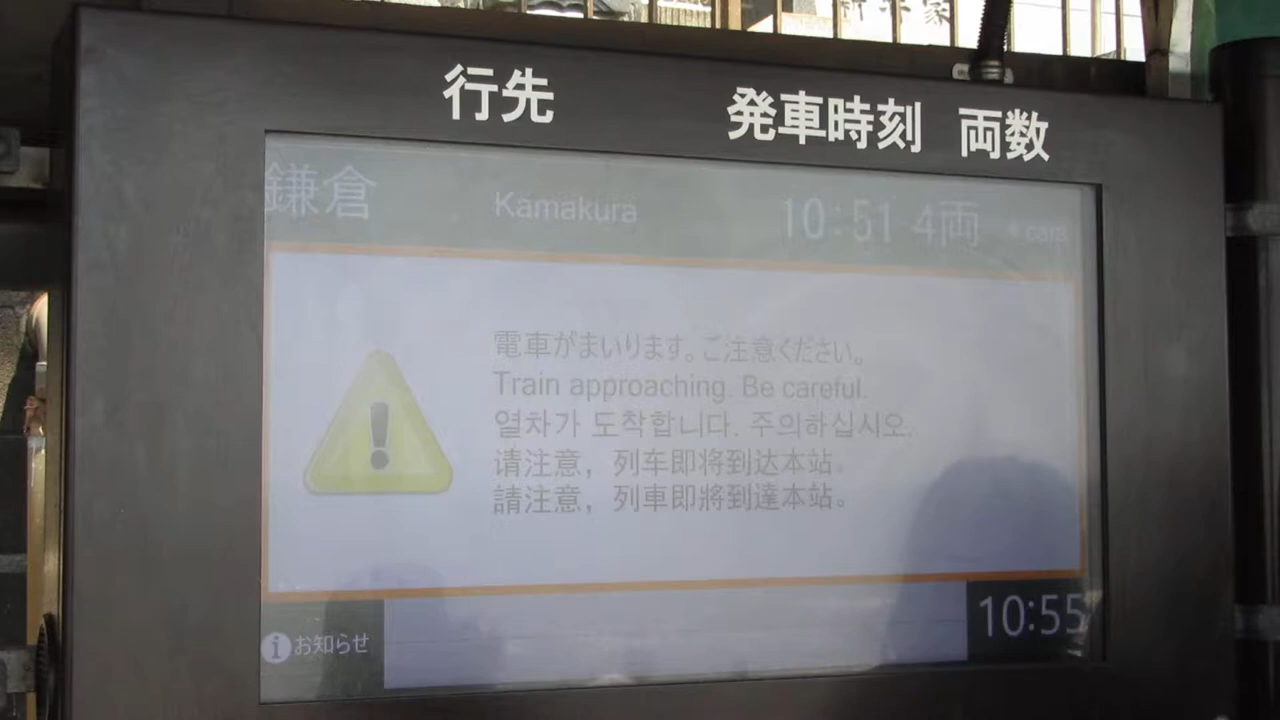 行先 発車時刻 両数
鎌倉 Kamakura 10:51 4両 4 cars
電車がまいります。ご注意ください。
Train approaching. Be careful.
열차가 도착합니다. 주의하십시오.
请注意，列车即将到达本站。
請注意，列車即將到達本站。
i お知らせ 10:55